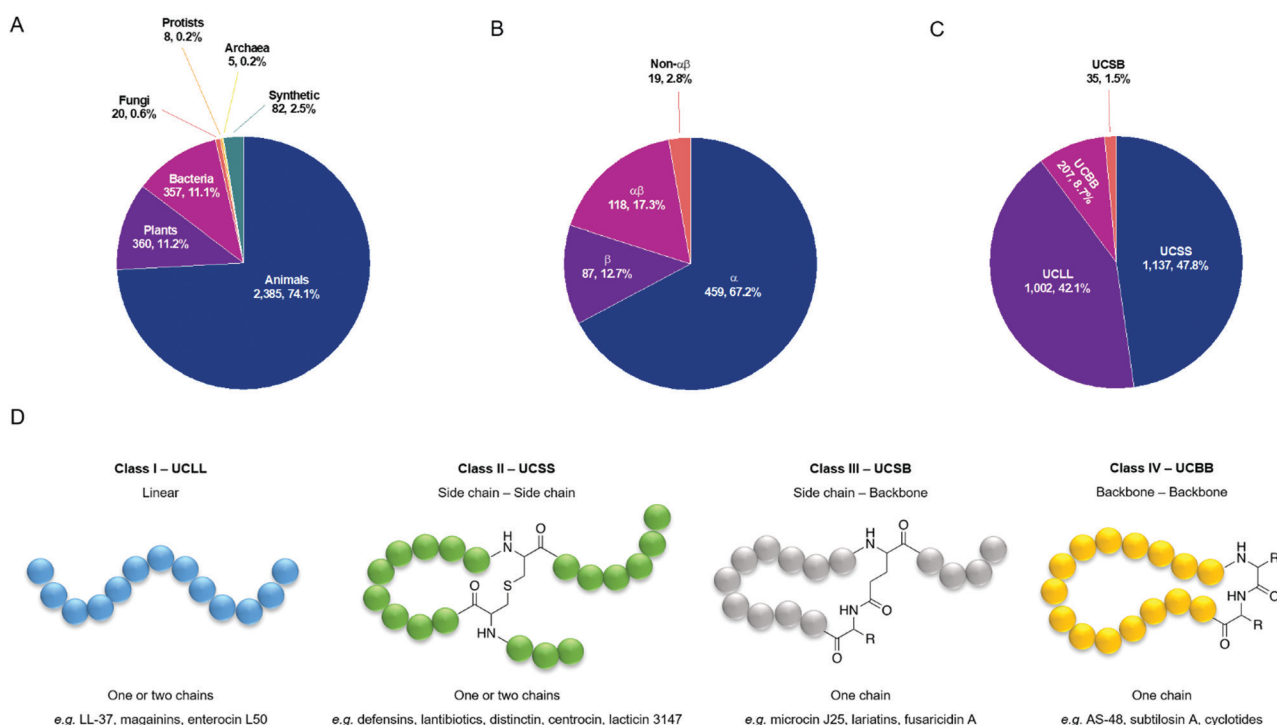 A
Protists
8, 0.2%
Archaea
5, 0.2%
Fungi
20, 0.6%
Synthetic
82, 2.5%
Bacteria
357, 11.1%
Plants
360, 11.2%
Animals
2,385, 74.1%
B
Non-αβ
19, 2.8%
αβ
118, 17.3%
β
87, 12.7%
α
459, 67.2%
C
UCSB
35, 1.5%
UCBB
207, 8.7%
UCSS
1,137, 47.8%
UCLL
1,002, 42.1%
D
Class I – UCLL
Linear
One or two chains
e.g. LL-37, magainins, enterocin L50
Class II – UCSS
Side chain – Side chain
H
N
O
S
O
N
H
One or two chains
e.g. defensins, lantibiotics, distinctin, centrocin, lacticin 3147
Class III – UCSB
Side chain – Backbone
H
N
O
H
N
O
O
R
One chain
e.g. microcin J25, lariatins, fusaricidin A
Class IV – UCBB
Backbone – Backbone
H
N
R
O
HN
O
R
One chain
e.g. AS-48, subtilosin A, cyclotides